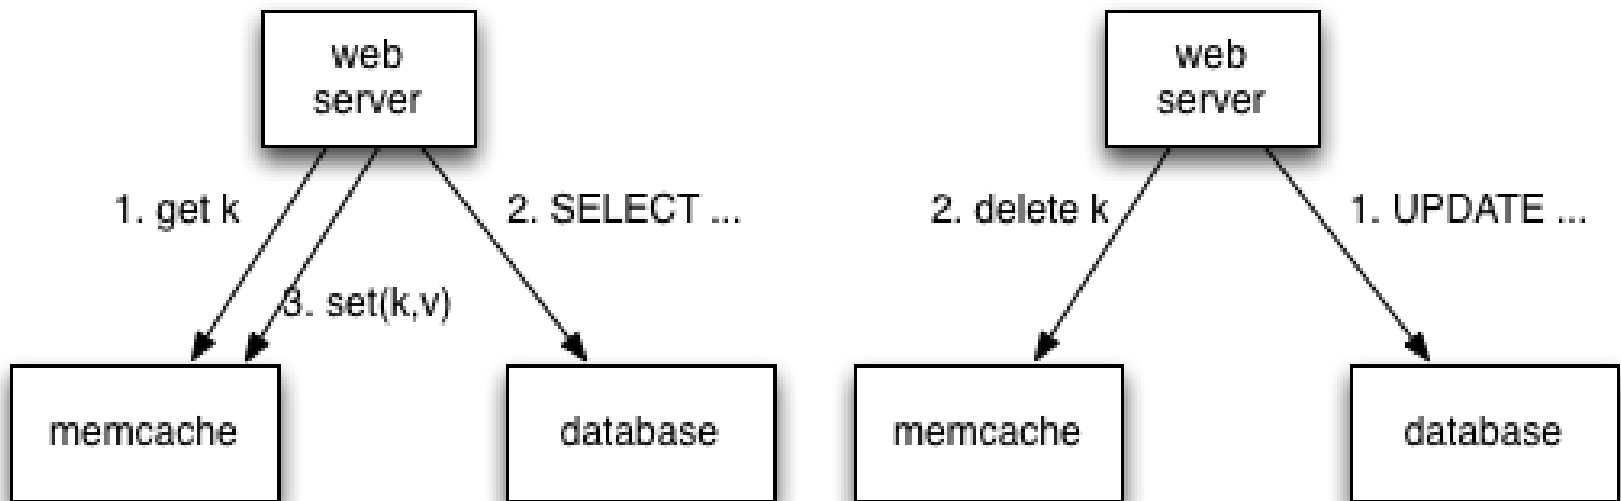 web
server
1. get k
2. SELECT ...
3. set(k,v)
memcache
database
web
server
2. delete k
1. UPDATE ...
memcache
database